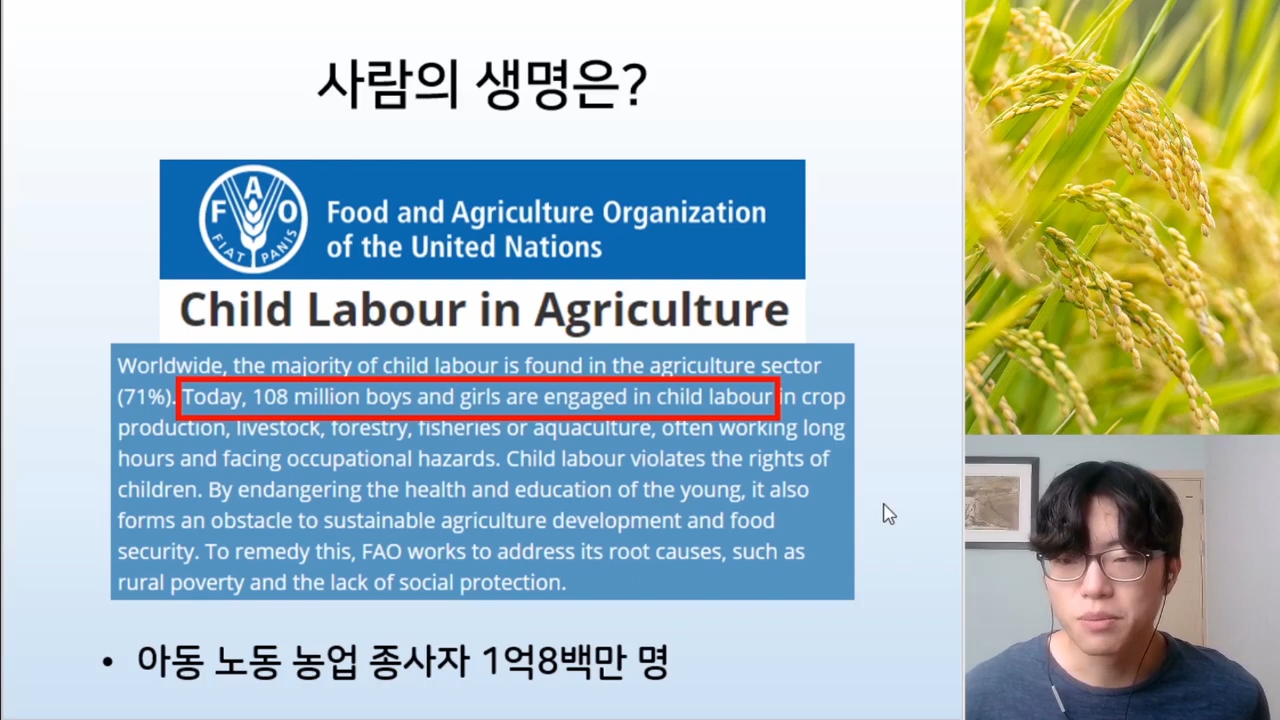 사람의 생명은?
FAO
FIAT PANIS
Food and Agriculture Organization
of the United Nations
Child Labour in Agriculture
Worldwide, the majority of child labour is found in the agriculture sector
(71%). Today, 108 million boys and girls are engaged in child labour in crop
production, livestock, forestry, fisheries or aquaculture, often working long
hours and facing occupational hazards. Child labour violates the rights of
children. By endangering the health and education of the young, it also
forms an obstacle to sustainable agriculture development and food
security. To remedy this, FAO works to address its root causes, such as
rural poverty and the lack of social protection.
• 아동 노동 농업 종사자 1억8백만 명